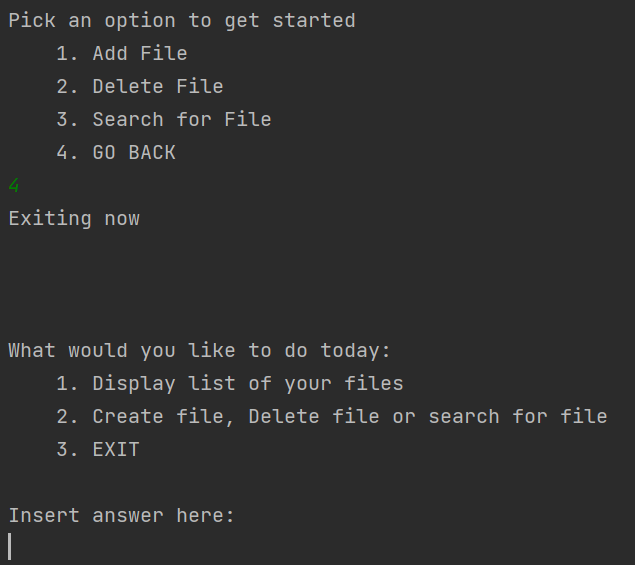 Pick an option to get started
1. Add File
2. Delete File
3. Search for File
4. GO BACK
4
Exiting now
What would you like to do today:
1. Display list of your files
2. Create file, Delete file or search for file
3. EXIT
Insert answer here: